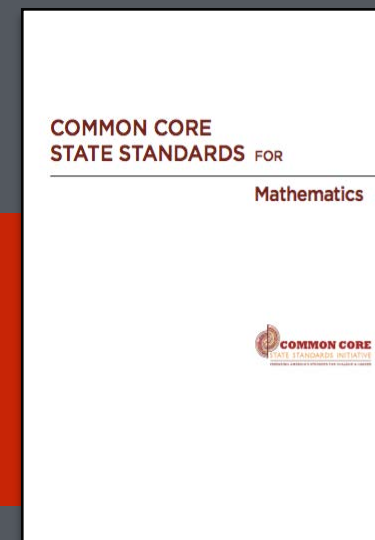 COMMON CORE
STATE STANDARDS FOR
Mathematics
COMMON CORE
STATE STANDARDS INITIATIVE